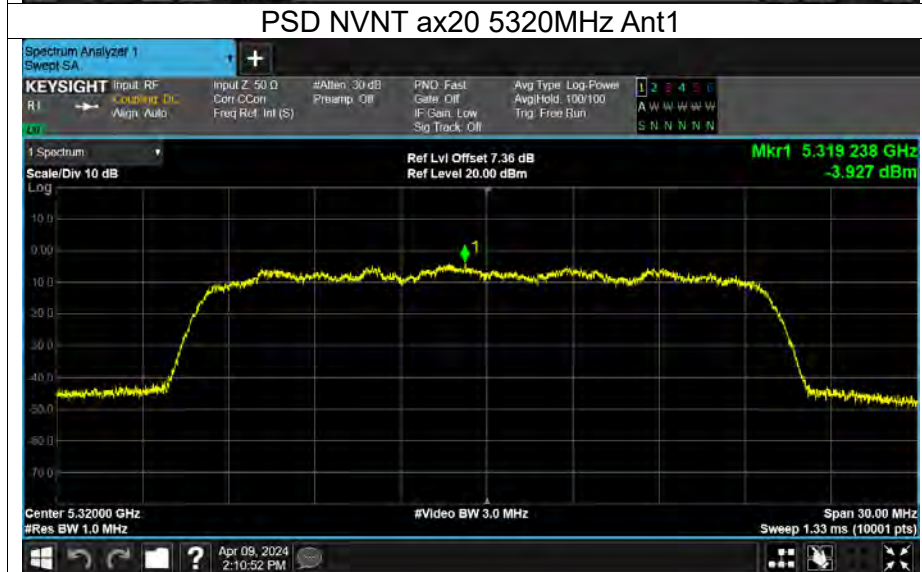 PSD NVNT ax20 5320MHz Ant1
Spectrum Analyzer 1
Swept SA
+
KEYSIGHT Input: RF Input Z: 50 Ω #Atten: 30 dB PNO: Fast Avg Type: Log-Power 1 2 3 4 5 6
Coupling: DC Corr CCorr Preamp: Off Gate: Off Avg|Hold: 100/100 A W W W W W
Align: Auto Freq Ref: Int (S) IF Gain: Low Trig: Free Run S N N N N N
Sig Track: Off
1 Spectrum Ref Lvl Offset 7.36 dB Mkr1 5.319 238 GHz
Scale/Div 10 dB Ref Level 20.00 dBm -3.927 dBm
Log
10.0
0.00
1
-10.0
-20.0
-30.0
-40.0
-50.0
-60.0
-70.0
Center 5.32000 GHz #Video BW 3.0 MHz Span 30.00 MHz
#Res BW 1.0 MHz Sweep 1.33 ms (10001 pts)
? Apr 09, 2024
2:10:52 PM